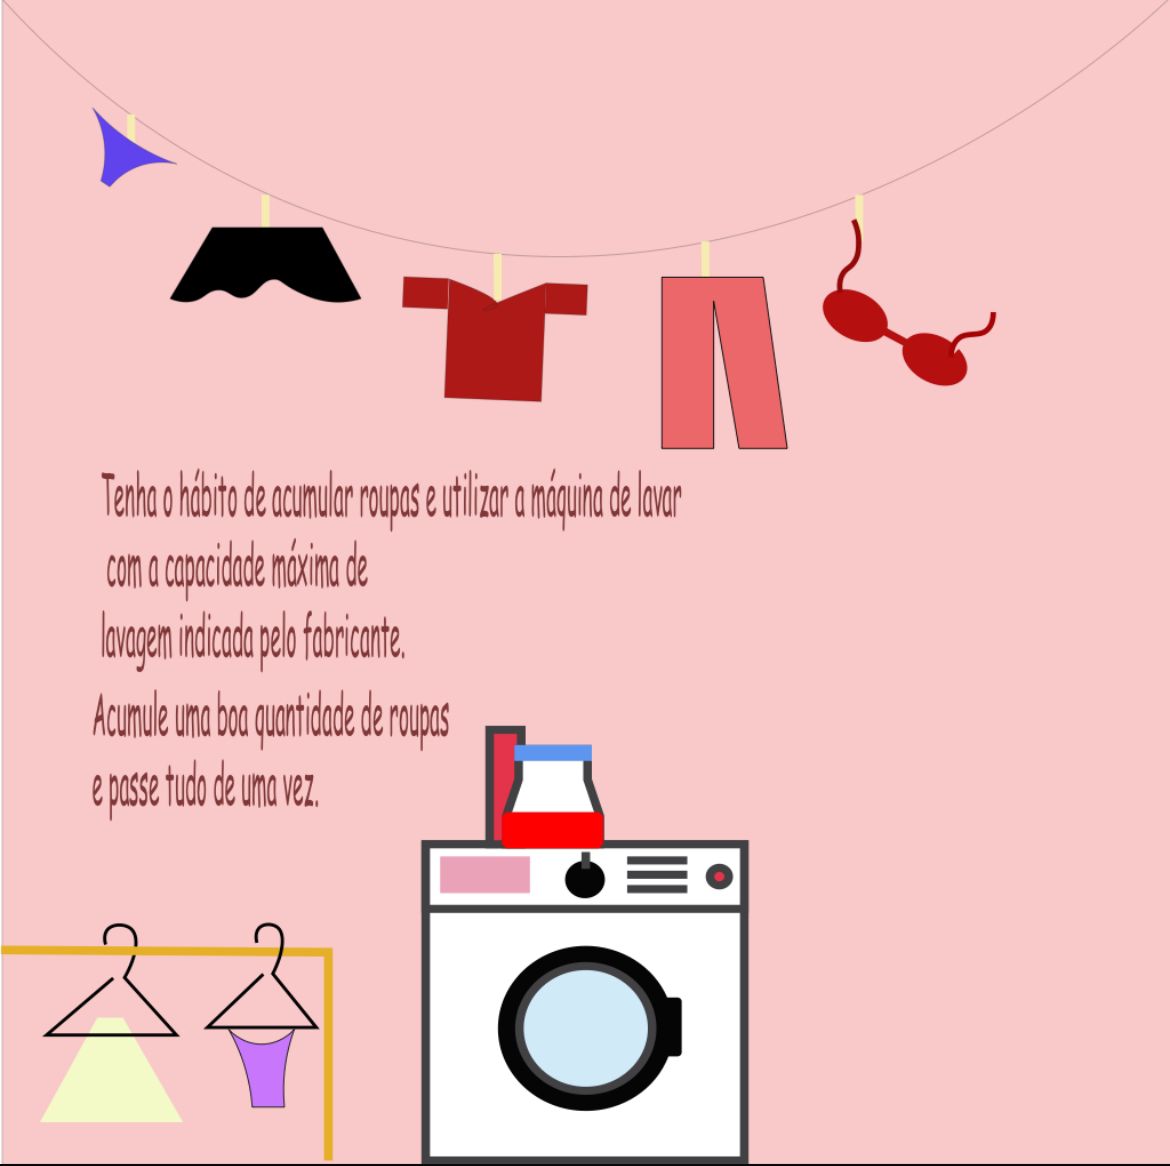 Tenha o hábito de acumular roupas e utilizar a máquina de lavar
com a capacidade máxima de
lavagem indicada pelo fabricante.
Acumule uma boa quantidade de roupas
e passe tudo de uma vez.